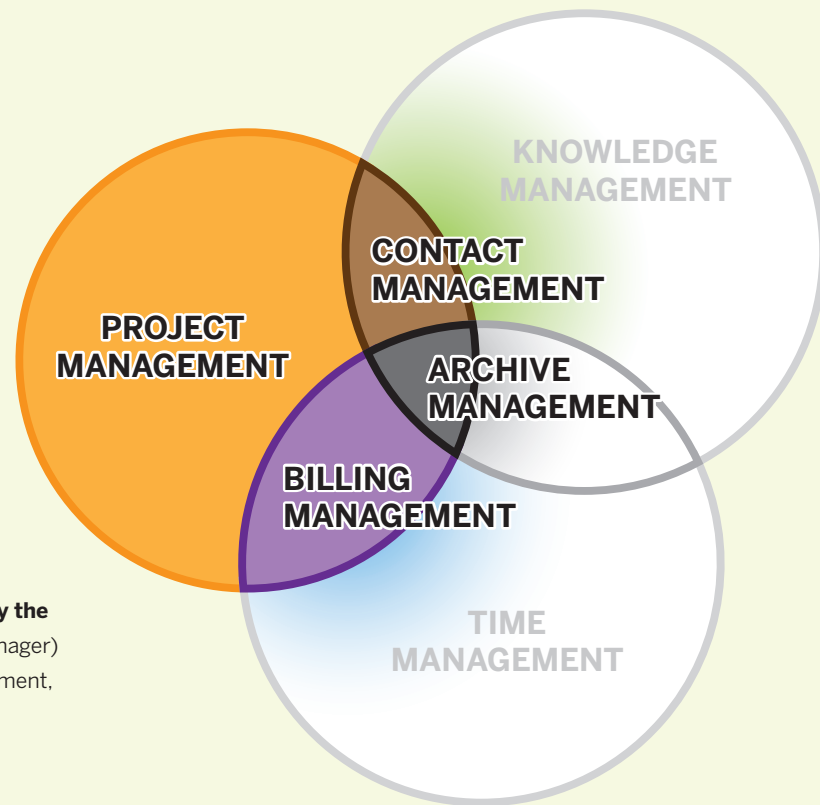 KNOWLEDGE
MANAGEMENT
CONTACT
MANAGEMENT
PROJECT
MANAGEMENT
ARCHIVE
MANAGEMENT
BILLING
MANAGEMENT
TIME
MANAGEMENT
y the
nager)
ment,